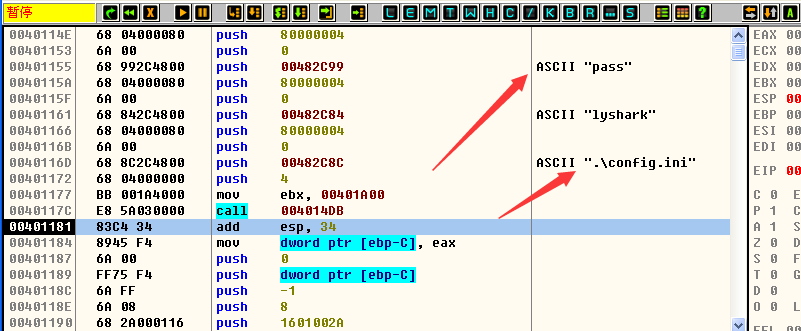 暂停 L E M T W H C / K B R ... S ?
0040114E 68 04000080 push 80000004
00401153 6A 00 push 0
00401155 68 992C4800 push 00482C99 ASCII "pass"
0040115A 68 04000080 push 80000004
0040115F 6A 00 push 0
00401161 68 842C4800 push 00482C84 ASCII "lyshark"
00401166 68 04000080 push 80000004
0040116B 6A 00 push 0
0040116D 68 8C2C4800 push 00482C8C ASCII ".\config.ini"
00401172 68 04000000 push 4
00401177 BB 001A4000 mov ebx, 00401A00
0040117C E8 5A030000 call 004014DB
00401181 83C4 34 add esp, 34
00401184 8945 F4 mov dword ptr [ebp-C], eax
00401187 6A 00 push 0
00401189 FF75 F4 push dword ptr [ebp-C]
0040118C 6A FF push -1
0040118E 6A 08 push 8
00401190 68 2A000116 push 1601002A
EAX 00
ECX
EDX 00
EBX 00
ESP 00
EBP 00
ESI 00
EDI 00
EIP 00
C 0 E
P 1 C
A 1 S
Z 0 D
S 0 F
T 0 G
D 0
O 0 L